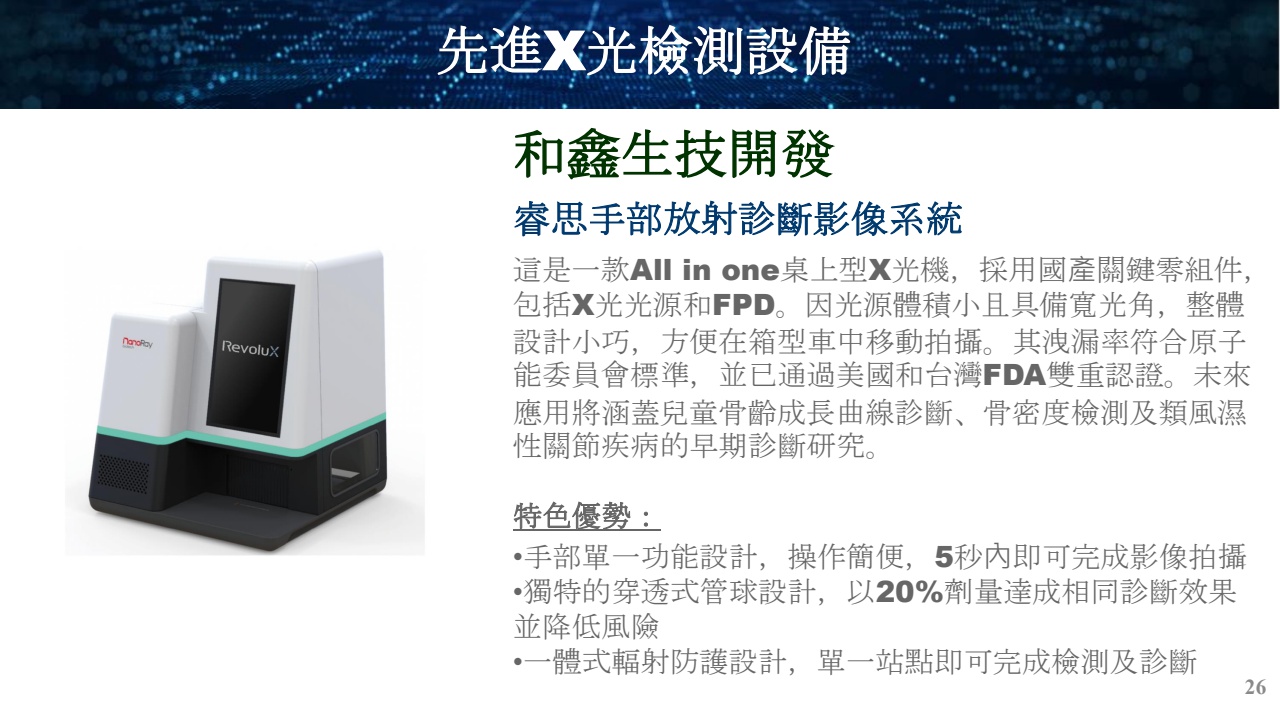 先進X光檢測設備
和鑫生技開發
睿思手部放射診斷影像系統
這是一款All in one桌上型X光機，採用國產關鍵零組件，
包括X光光源和FPD。因光源體積小且具備寬光角，整體
設計小巧，方便在箱型車中移動拍攝。其洩漏率符合原子
能委員會標準，並已通過美國和台灣FDA雙重認證。未來
應用將涵蓋兒童骨齡成長曲線診斷、骨密度檢測及類風濕
性關節疾病的早期診斷研究。
NanoRay
RevoluX
特色優勢：
•手部單一功能設計，操作簡便，5秒內即可完成影像拍攝
•獨特的穿透式管球設計，以20%劑量達成相同診斷效果
並降低風險
•一體式輻射防護設計，單一站點即可完成檢測及診斷
26